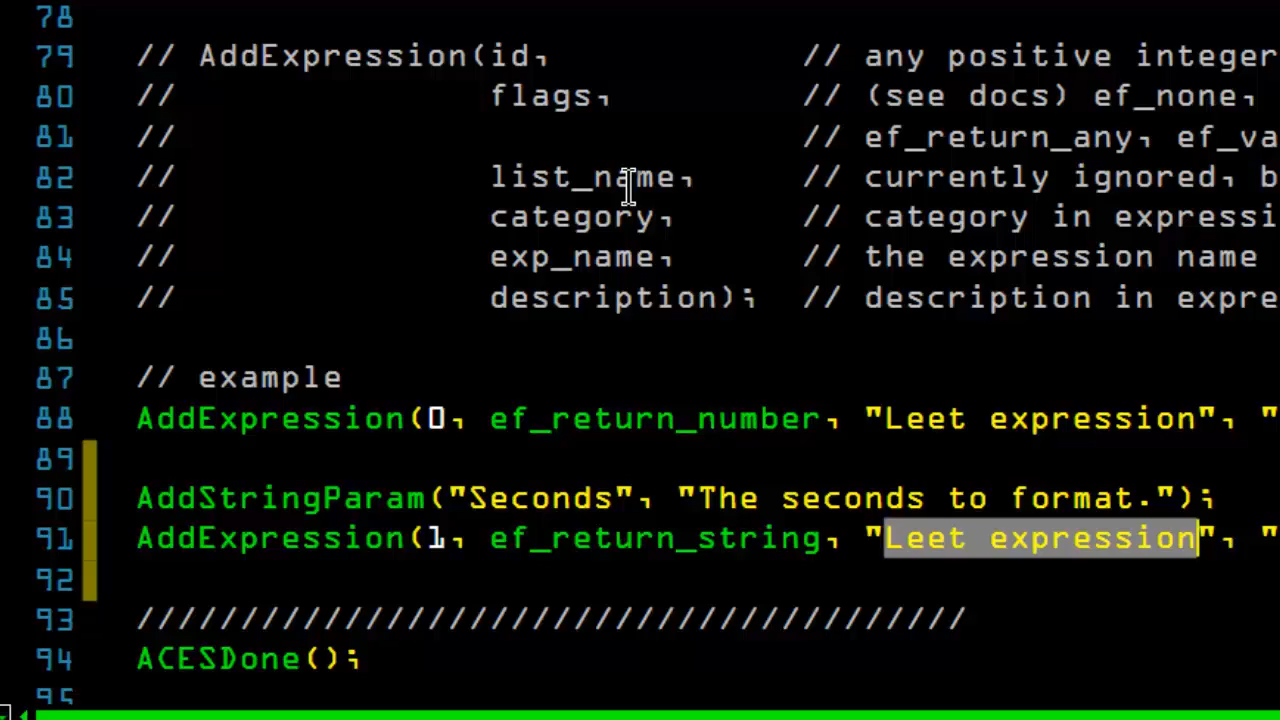 78
79 // AddExpression(id, // any positive integer
80 // flags, // (see docs) ef_none,
81 // // ef_return_any, ef_va
82 // list_name, // currently ignored, b
83 // category, // category in expressi
84 // exp_name, // the expression name
85 // description); // description in expre
86
87 // example
88 AddExpression(0, ef_return_number, "Leet expression", "
89
90 AddStringParam("Seconds", "The seconds to format.");
91 AddExpression(1, ef_return_string, "Leet expression", "
92
93 ////////////////////////////////////////
94 ACESDone();
95